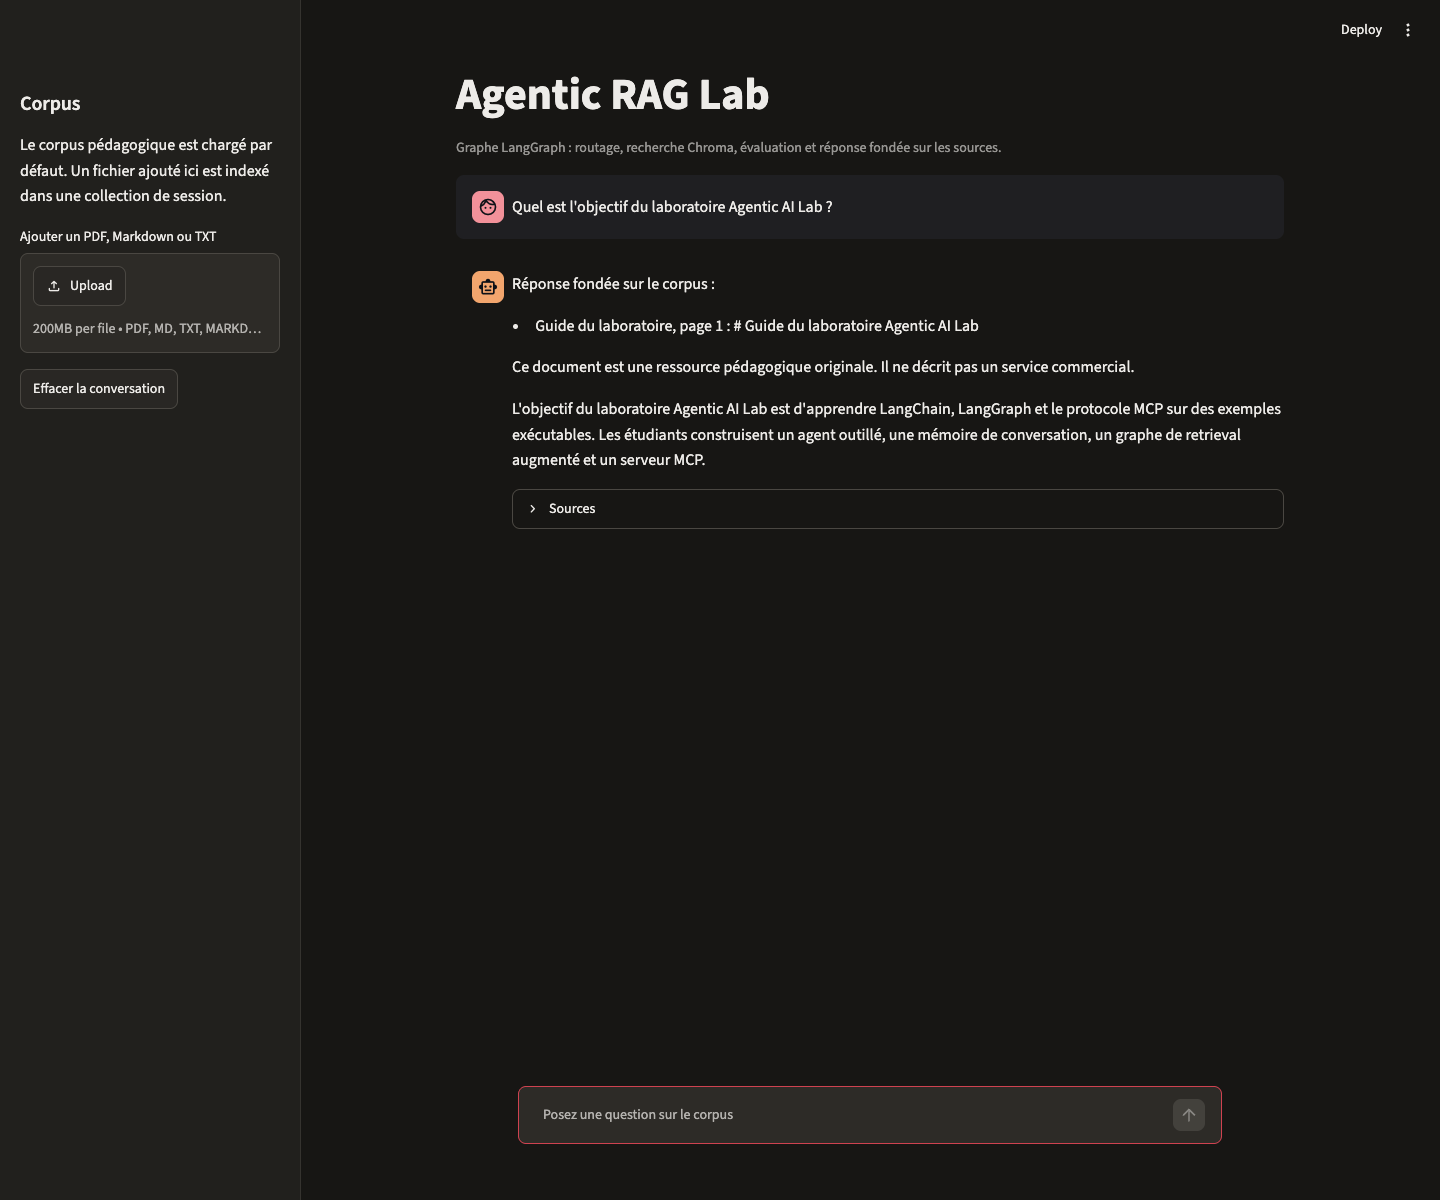 Deploy
Corpus
Le corpus pédagogique est chargé par
défaut. Un fichier ajouté ici est indexé
dans une collection de session.
Ajouter un PDF, Markdown ou TXT
Upload
200MB per file • PDF, MD, TXT, MARKD…
Effacer la conversation
Agentic RAG Lab
Graphe LangGraph : routage, recherche Chroma, évaluation et réponse fondée sur les sources.
Quel est l'objectif du laboratoire Agentic AI Lab ?
Réponse fondée sur le corpus :
• Guide du laboratoire, page 1 : # Guide du laboratoire Agentic AI Lab
Ce document est une ressource pédagogique originale. Il ne décrit pas un service commercial.
L'objectif du laboratoire Agentic AI Lab est d'apprendre LangChain, LangGraph et le protocole MCP sur des exemples
exécutables. Les étudiants construisent un agent outillé, une mémoire de conversation, un graphe de retrieval
augmenté et un serveur MCP.
Sources
Posez une question sur le corpus